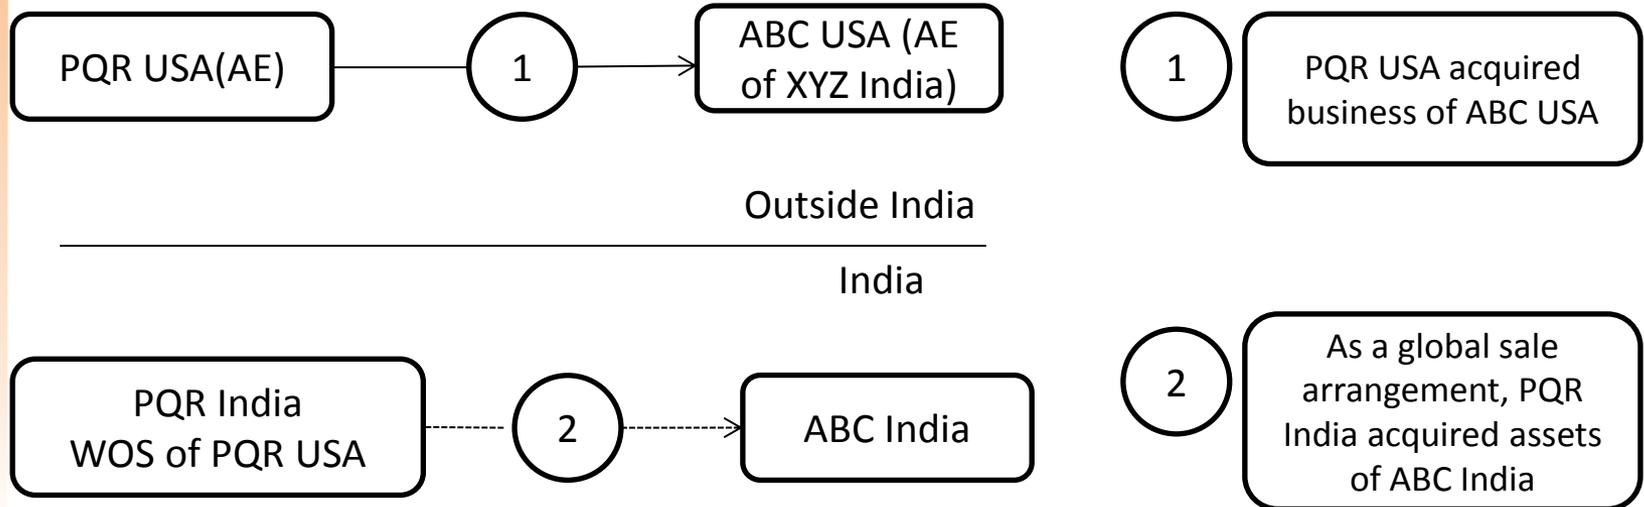 PQR USA(AE)
1
ABC USA (AE
of XYZ India)
1
PQR USA acquired
business of ABC USA
Outside India
India
PQR India
WOS of PQR USA
2
ABC India
2
As a global sale
arrangement, PQR
India acquired assets
of ABC India